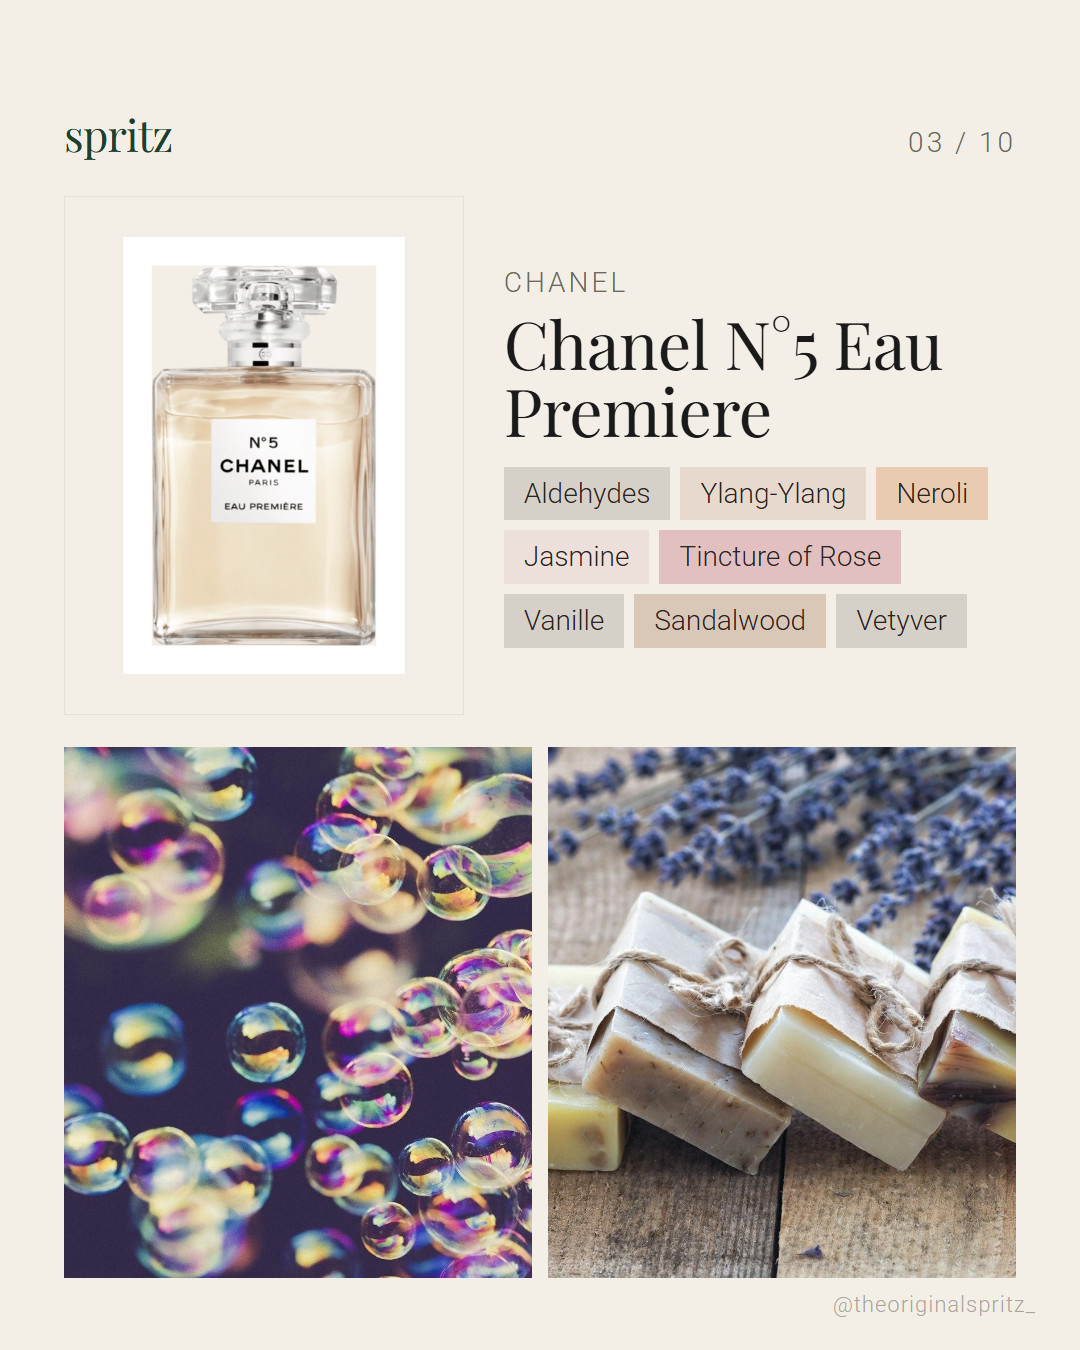 spritz
03 / 10
CHANEL
Chanel N°5 Eau
Premiere
N°5
CHANEL
PARIS
EAU PREMIÈRE
Aldehydes Ylang-Ylang Neroli
Jasmine Tincture of Rose
Vanille Sandalwood Vetyver
@theoriginalspritz_